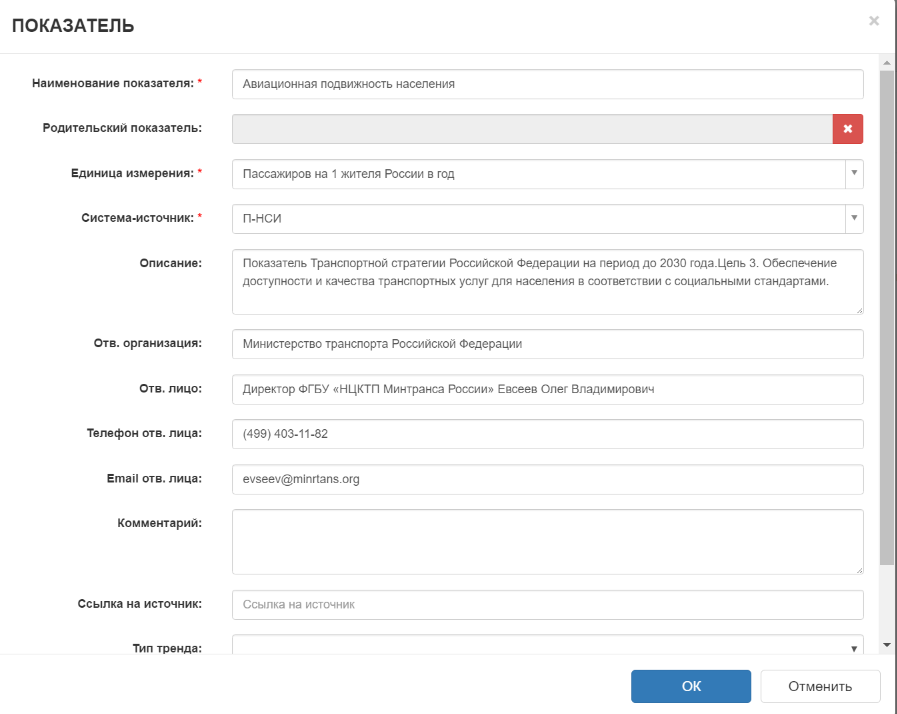 ПОКАЗАТЕЛЬ
Наименование показателя: *
Авиационная подвижность населения
Родительский показатель:
Единица измерения: *
Пассажиров на 1 жителя России в год
Система-источник: *
П-НСИ
Описание:
Показатель Транспортной стратегии Российской Федерации на период до 2030 года.Цель 3. Обеспечение
доступности и качества транспортных услуг для населения в соответствии с социальными стандартами.
Отв. организация:
Министерство транспорта Российской Федерации
Отв. лицо:
Директор ФГБУ «НЦКТП Минтранса России» Евсеев Олег Владимирович
Телефон отв. лица:
(499) 403-11-82
Email отв. лица:
evseev@minrtans.org
Комментарий:
Ссылка на источник:
Ссылка на источник
Тип тренда:
ОК
Отменить